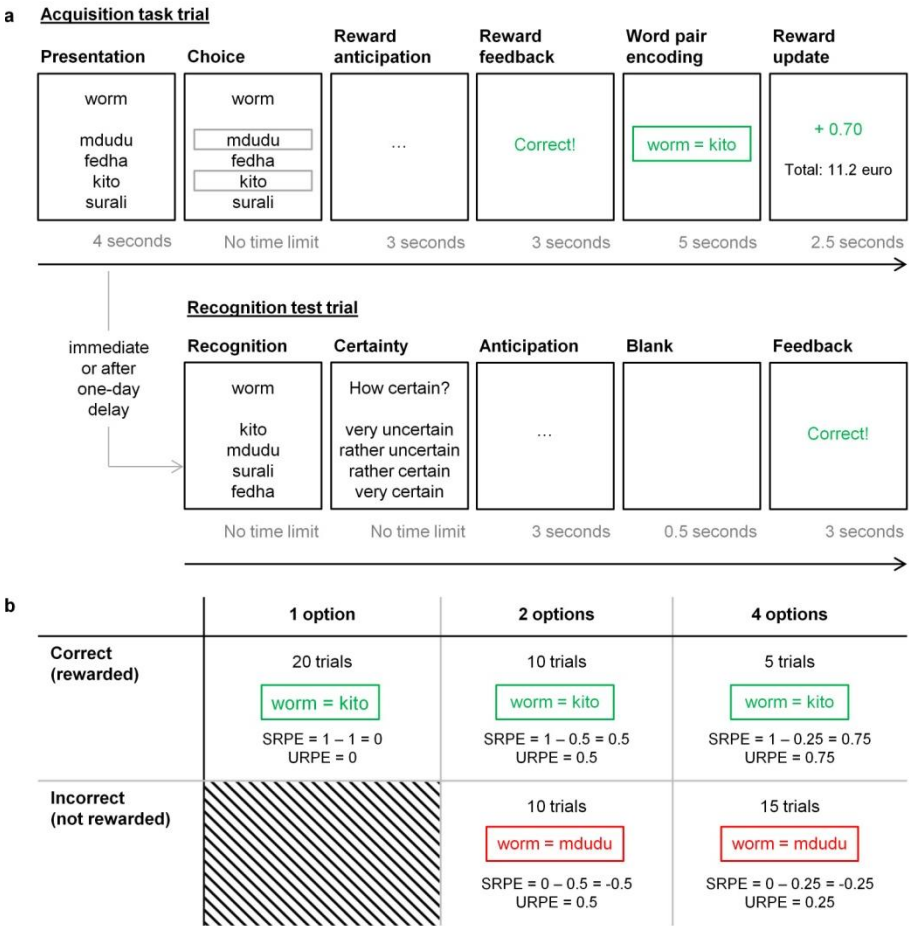 a
Acquisition task trial
Presentation
Choice
Reward
anticipation
Reward
feedback
Word pair
encoding
Reward
update
worm
mdudu
fedha
kito
surali
worm
mdudu
fedha
kito
surali
...
Correct!
worm = kito
+ 0.70
Total: 11.2 euro
4 seconds
No time limit
3 seconds
3 seconds
5 seconds
2.5 seconds
immediate
or after
one-day
delay
Recognition test trial
Recognition
Certainty
Anticipation
Blank
Feedback
worm
kito
mdudu
surali
fedha
How certain?
very uncertain
rather uncertain
rather certain
very certain
...
Correct!
No time limit
No time limit
3 seconds
0.5 seconds
3 seconds
b
1 option
2 options
4 options
Correct
(rewarded)
20 trials
worm = kito
SRPE = 1 – 1 = 0
URPE = 0
10 trials
worm = kito
SRPE = 1 – 0.5 = 0.5
URPE = 0.5
5 trials
worm = kito
SRPE = 1 – 0.25 = 0.75
URPE = 0.75
Incorrect
(not rewarded)
10 trials
worm = mdudu
SRPE = 0 – 0.5 = -0.5
URPE = 0.5
15 trials
worm = mdudu
SRPE = 0 – 0.25 = -0.25
URPE = 0.25